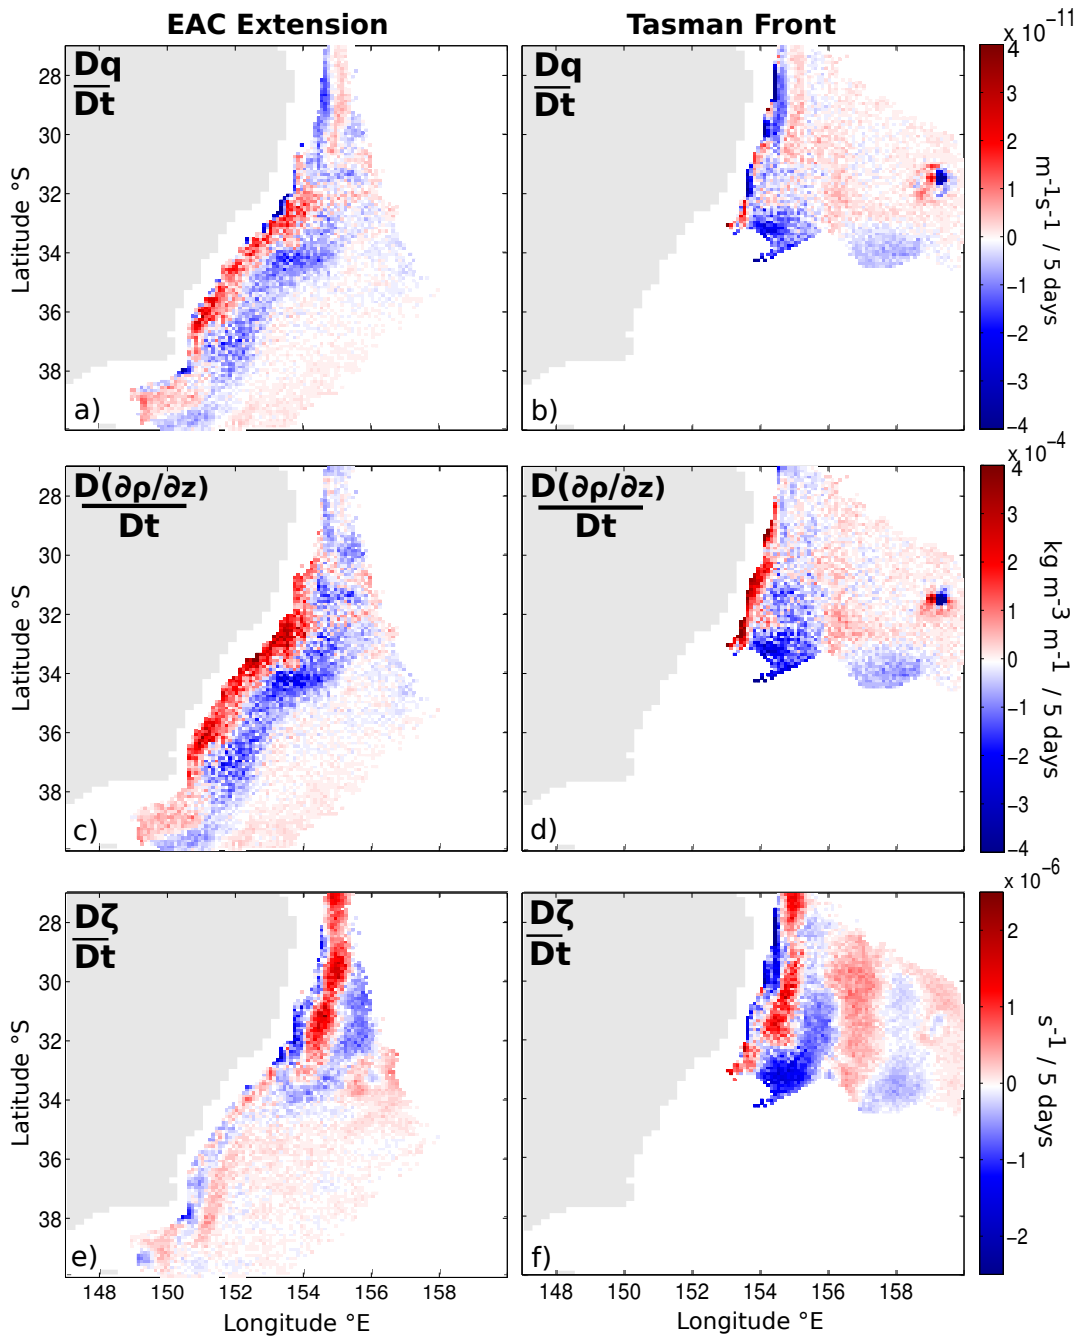 EAC Extension
Tasman Front
x 10⁻¹¹
Dq
Dt
Dq
Dt
28
30
32
34
36
38
Latitude °S
a)
b)
4
3
2
1
0
−1
−2
−3
−4
m⁻¹s⁻¹ / 5 days
x 10⁻⁴
D(∂ρ/∂z)
Dt
D(∂ρ/∂z)
Dt
28
30
32
34
36
38
Latitude °S
c)
d)
4
3
2
1
0
−1
−2
−3
−4
kg m⁻³ m⁻¹ / 5 days
x 10⁻⁶
Dζ
Dt
Dζ
Dt
28
30
32
34
36
38
Latitude °S
e)
f)
2
1
0
−1
−2
s⁻¹ / 5 days
148 150 152 154 156 158
148 150 152 154 156 158
Longitude °E
Longitude °E